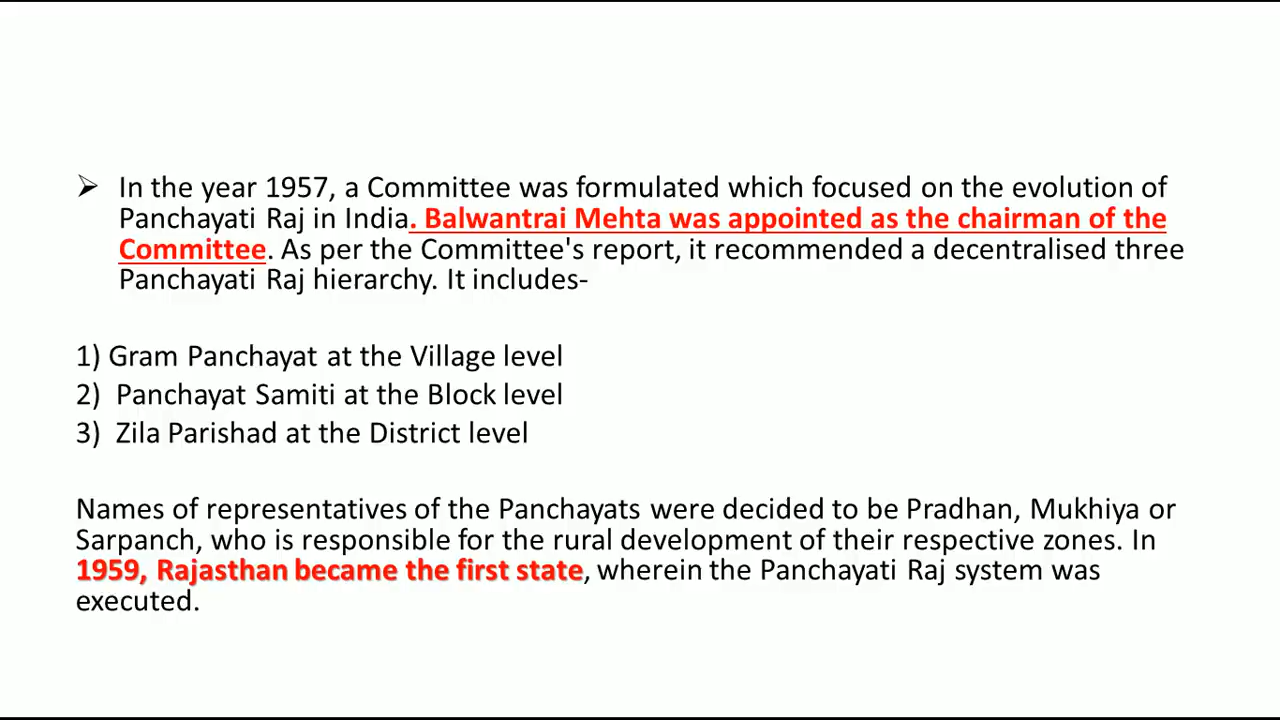 ➢ In the year 1957, a Committee was formulated which focused on the evolution of
Panchayati Raj in India. Balwantrai Mehta was appointed as the chairman of the
Committee. As per the Committee's report, it recommended a decentralised three
Panchayati Raj hierarchy. It includes-
1) Gram Panchayat at the Village level
2) Panchayat Samiti at the Block level
3) Zila Parishad at the District level
Names of representatives of the Panchayats were decided to be Pradhan, Mukhiya or
Sarpanch, who is responsible for the rural development of their respective zones. In
1959, Rajasthan became the first state, wherein the Panchayati Raj system was
executed.